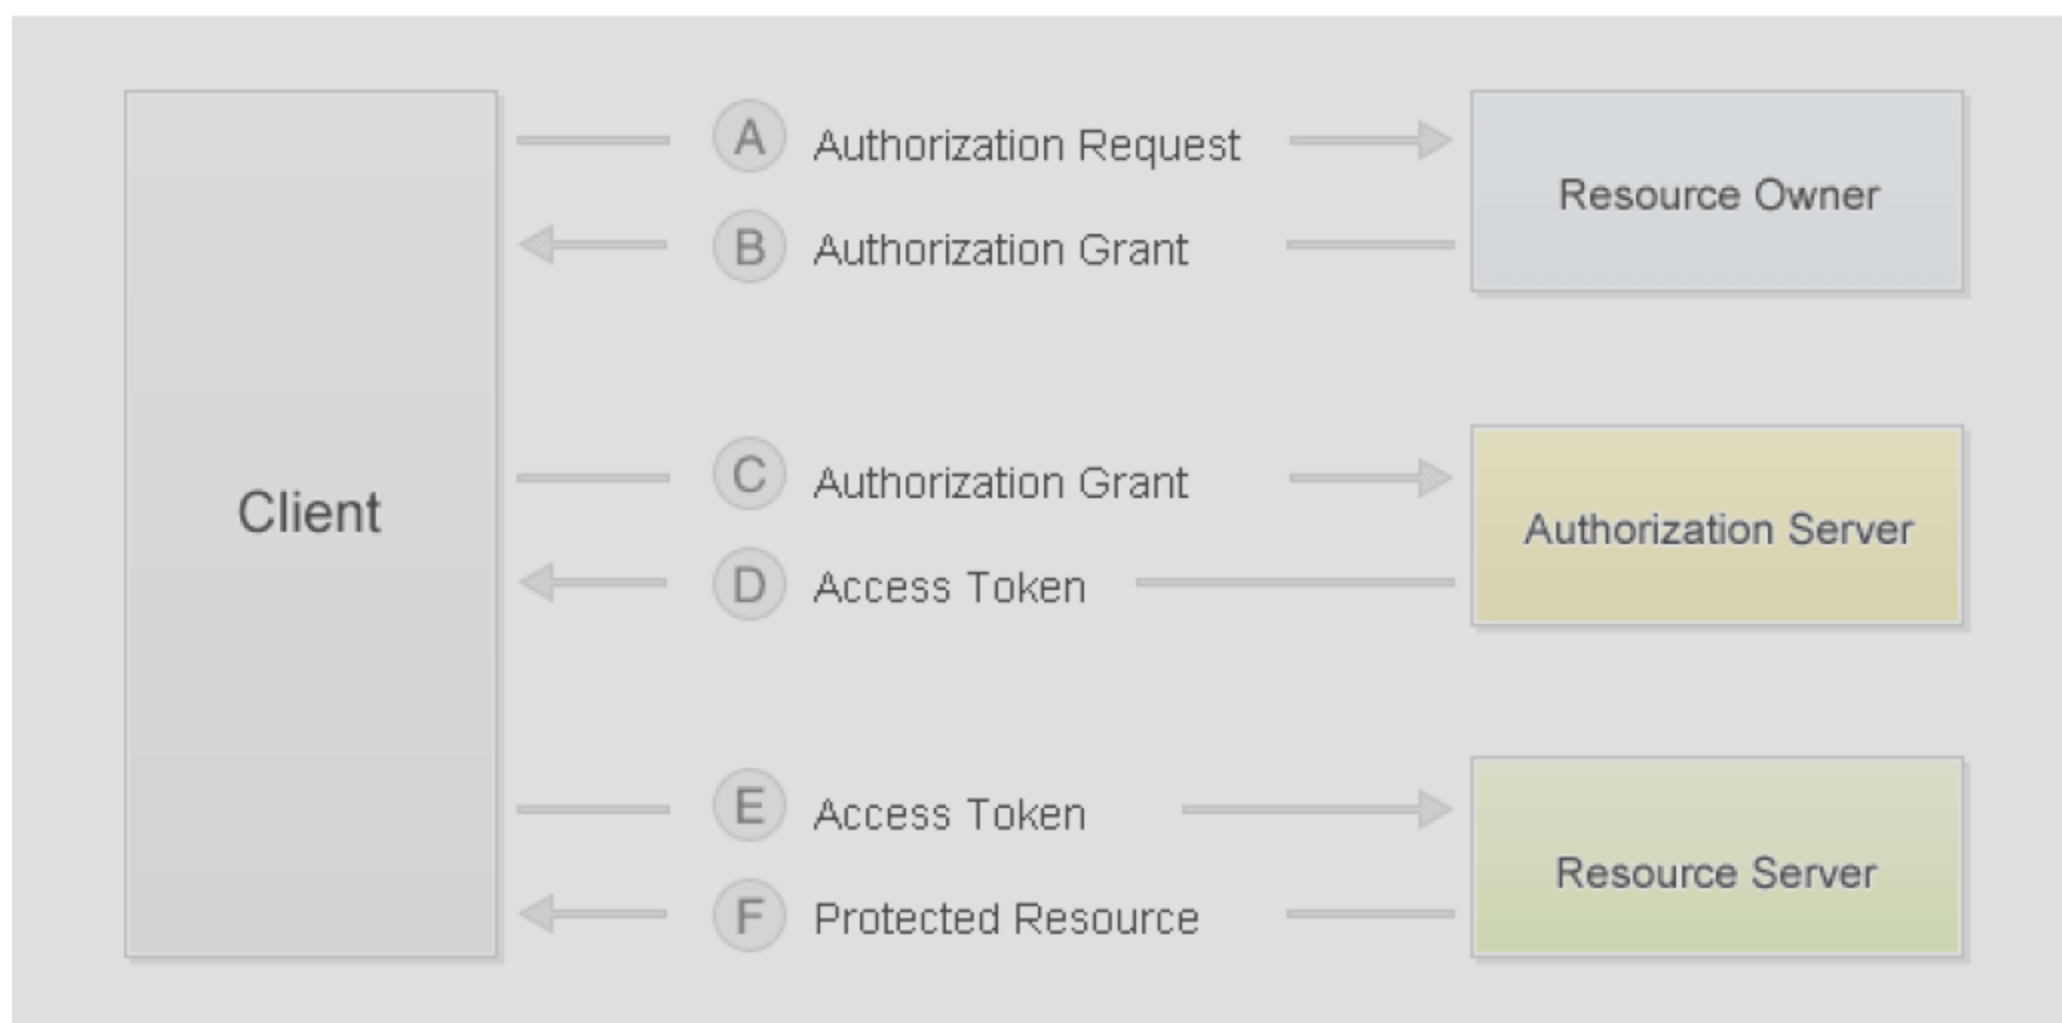 A Authorization Request
B Authorization Grant
Resource Owner
Client
C Authorization Grant
D Access Token
Authorization Server
E Access Token
F Protected Resource
Resource Server